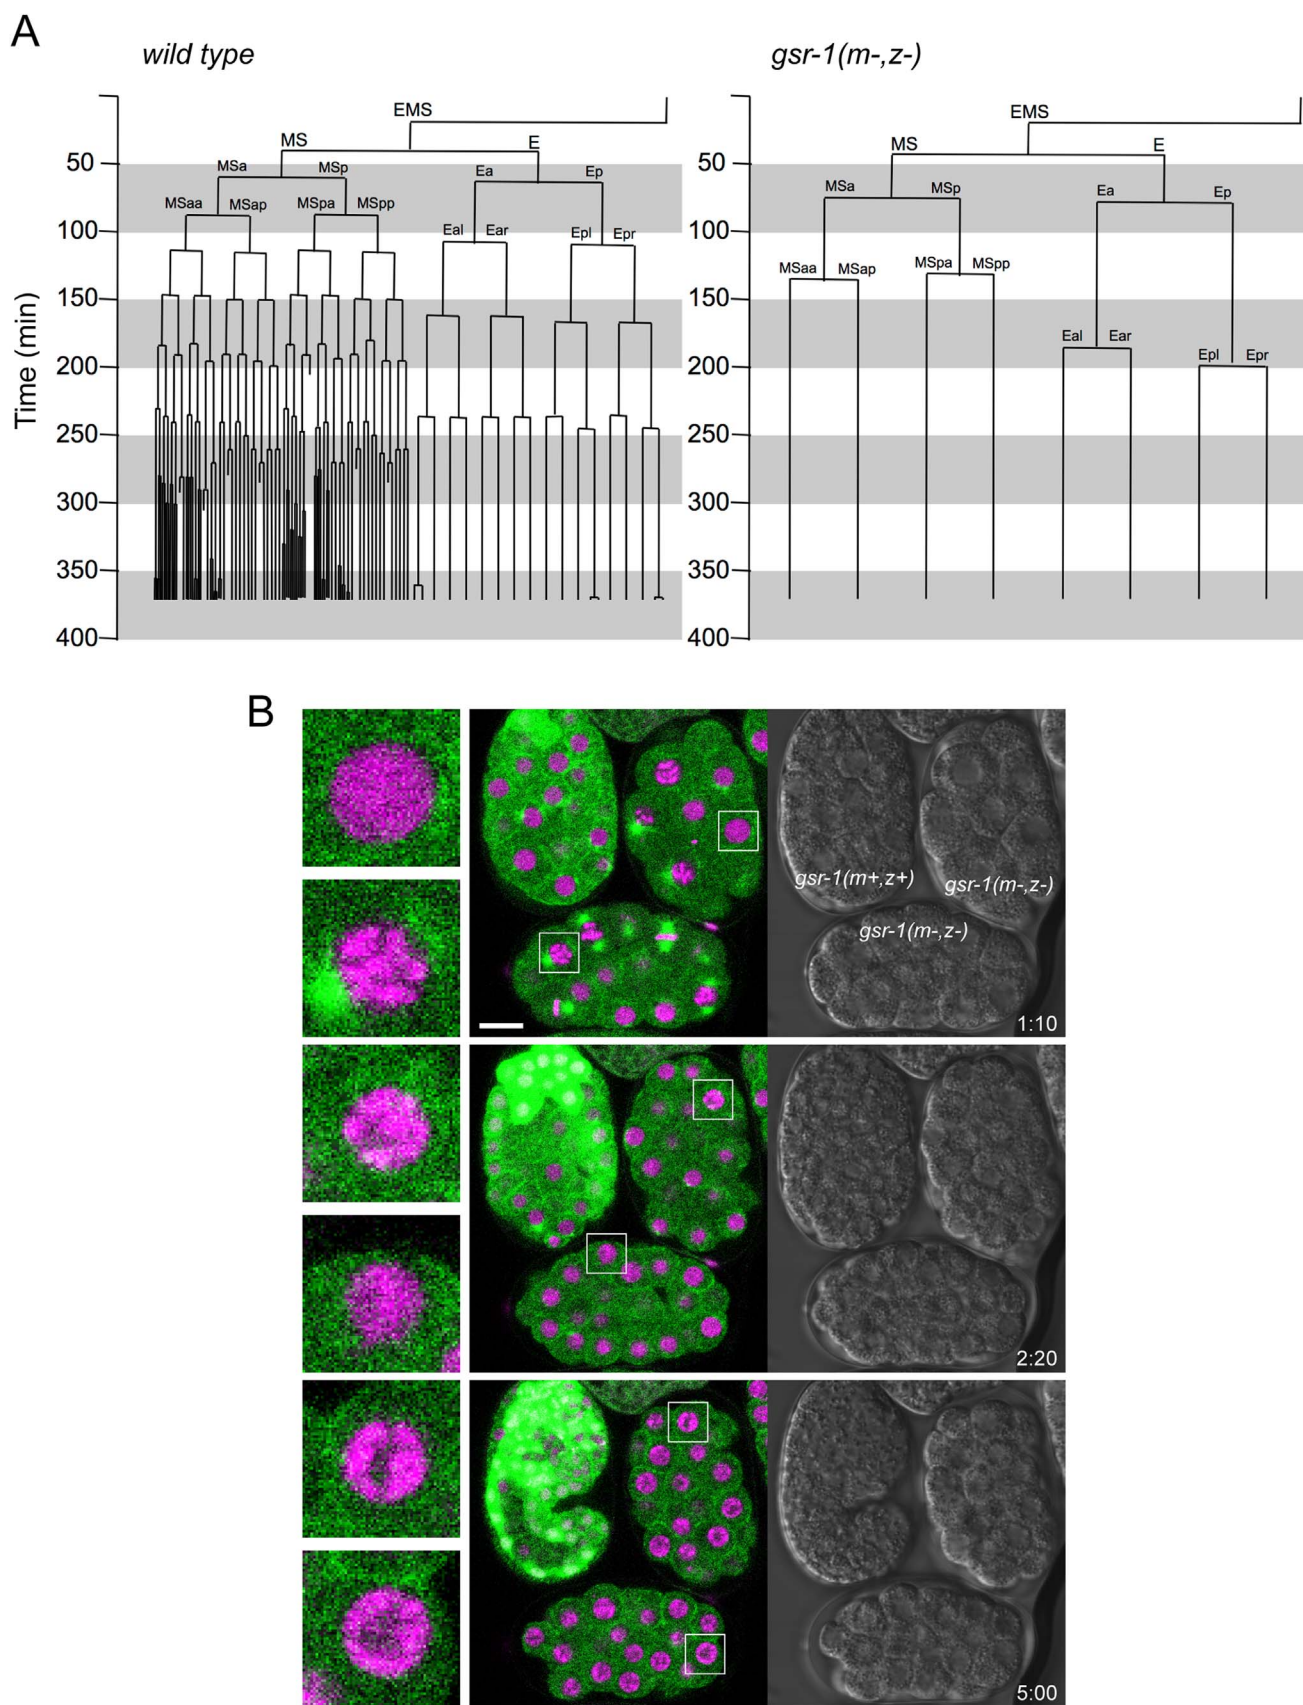 A
wild type
gsr-1(m-,z-)
EMS
MS
E
MSa
MSp
Ea
Ep
MSaa
MSap
MSpa
MSpp
Eal
Ear
Epl
Epr
50
100
150
200
250
300
350
400
Time (min)
EMS
MS
E
MSa
MSp
Ea
Ep
MSaa
MSap
MSpa
MSpp
Eal
Ear
Epl
Epr
50
100
150
200
250
300
350
400
B
gsr-1(m+,z+)
gsr-1(m-,z-)
gsr-1(m-,z-)
1:10
2:20
5:00